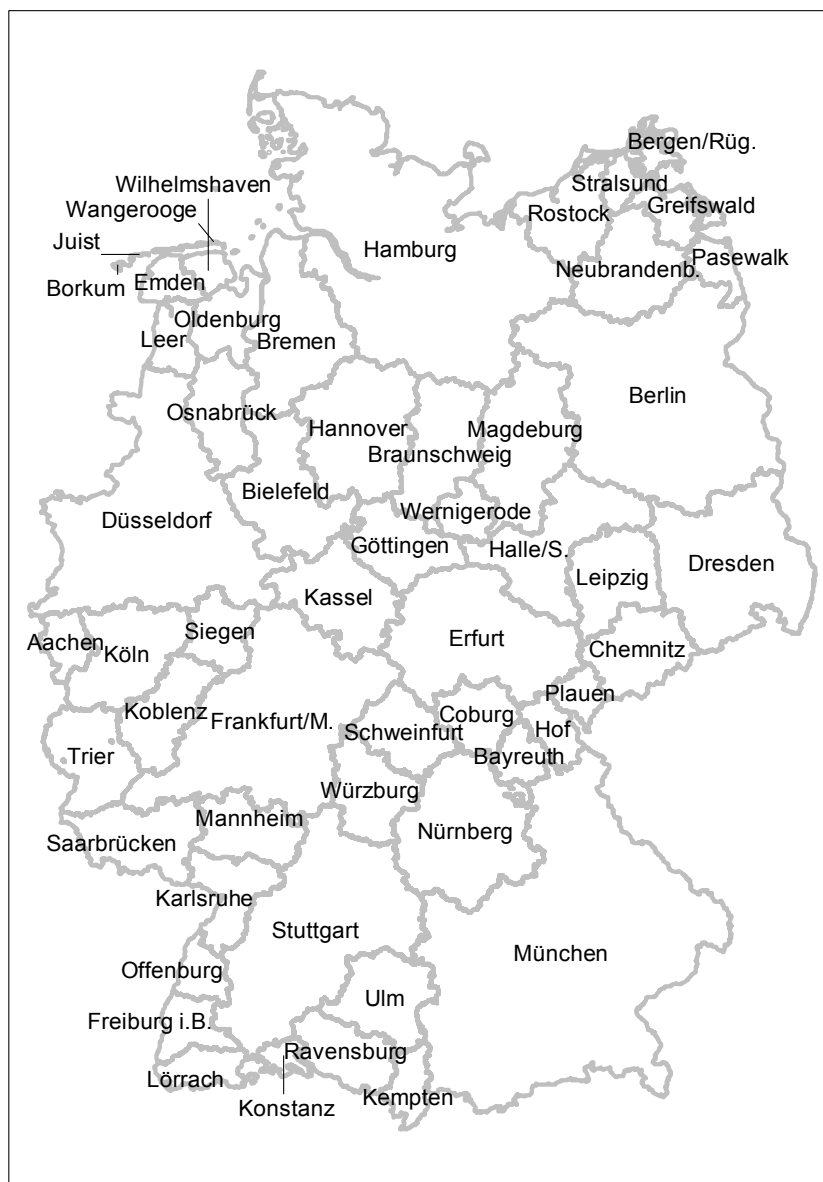 Bergen/Rüg.
Wilhelmshaven
Stralsund
Wangerooge
Greifswald
Rostock
Juist
Hamburg
Pasewalk
Neubrandenb.
Emden
Borkum
Oldenburg
Leer
Bremen
Berlin
Osnabrück
Hannover
Magdeburg
Braunschweig
Bielefeld
Wernigerode
Düsseldorf
Göttingen
Halle/S.
Dresden
Leipzig
Kassel
Siegen
Aachen
Erfurt
Köln
Chemnitz
Plauen
Koblenz
Coburg
Frankfurt/M.
Hof
Schweinfurt
Trier
Bayreuth
Würzburg
Mannheim
Nürnberg
Saarbrücken
Karlsruhe
Stuttgart
München
Offenburg
Ulm
Freiburg i.B.
Ravensburg
Lörrach
Kempten
Konstanz